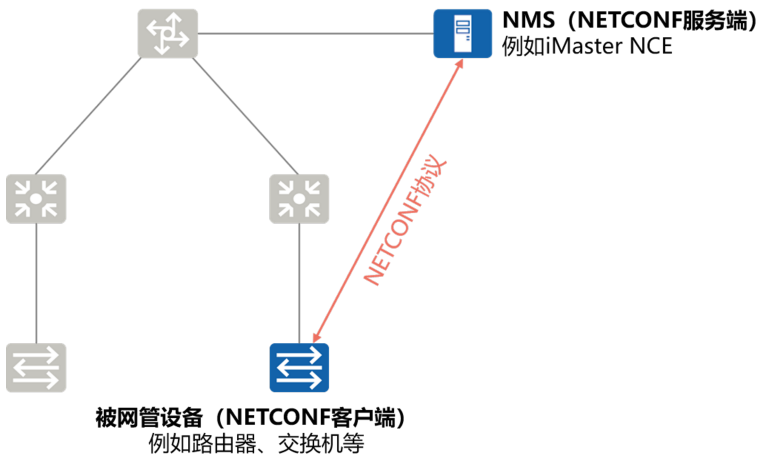 NMS（NETCONF服务端）
例如iMaster NCE
NETCONF协议
被网管设备（NETCONF客户端）
例如路由器、交换机等